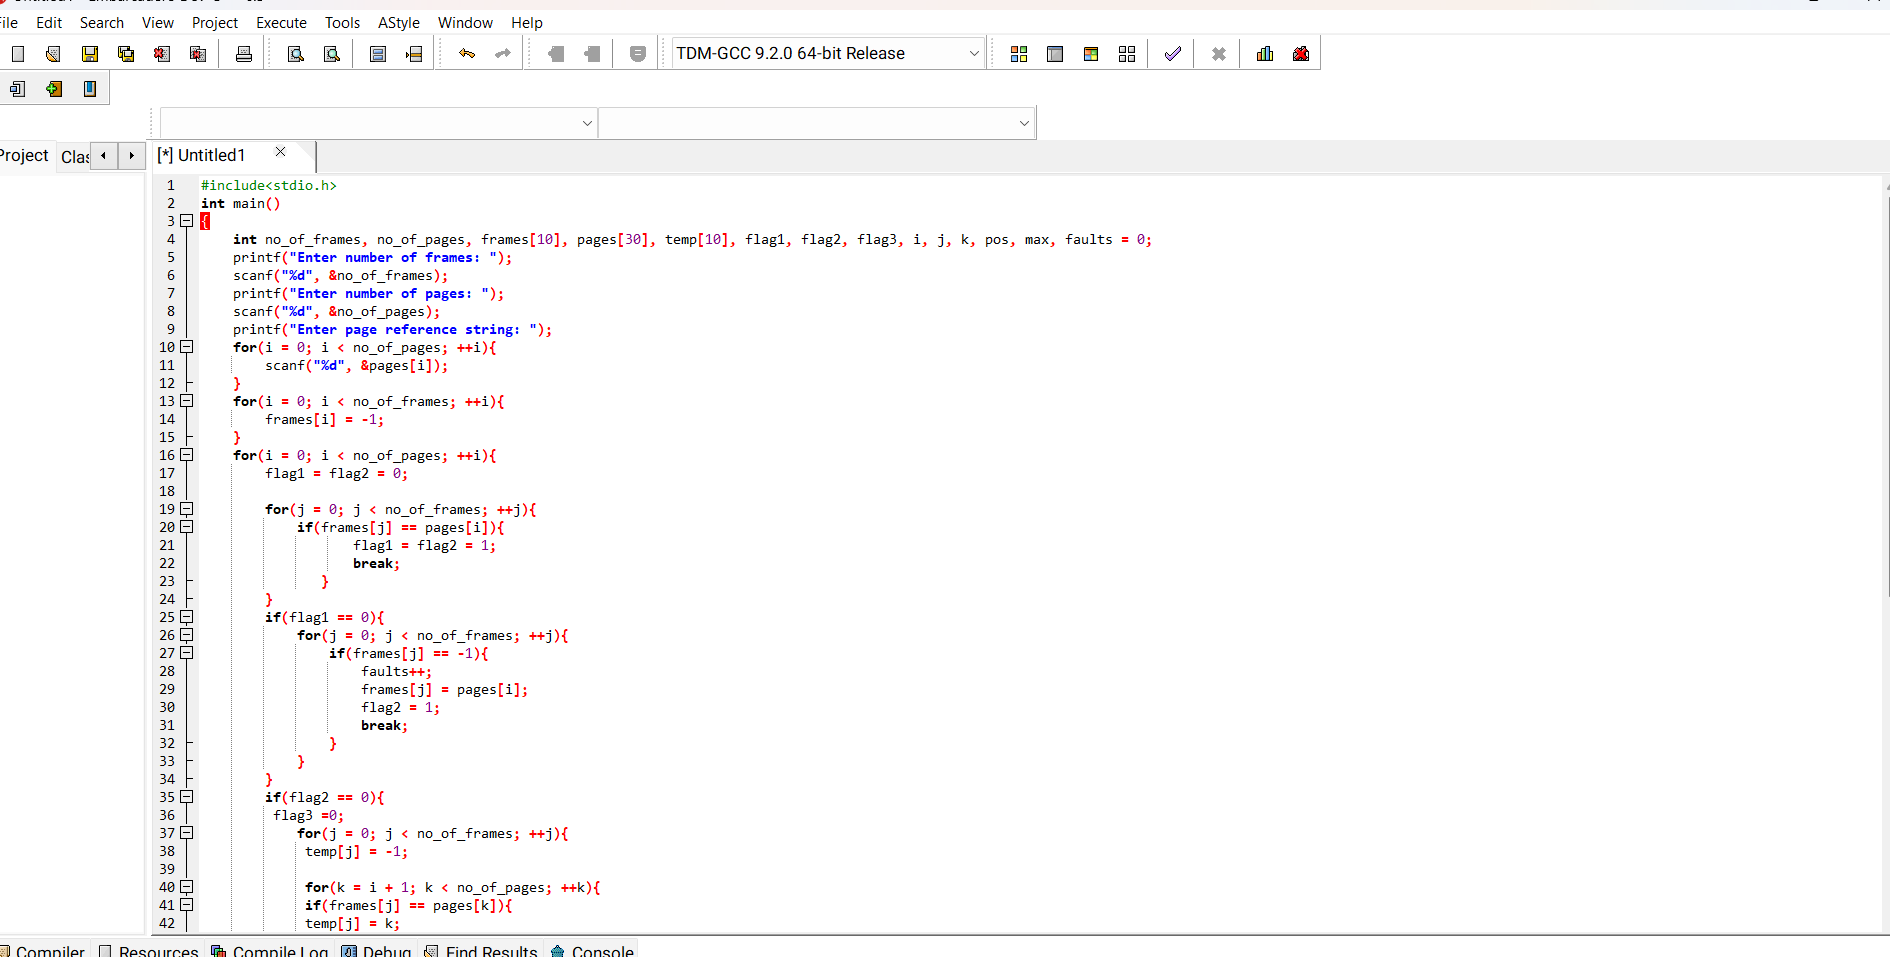 File Edit Search View Project Execute Tools AStyle Window Help
TDM-GCC 9.2.0 64-bit Release
Project Clas [*] Untitled1
1 #include<stdio.h>
2 int main()
3 {
4 int no_of_frames, no_of_pages, frames[10], pages[30], temp[10], flag1, flag2, flag3, i, j, k, pos, max, faults = 0;
5 printf("Enter number of frames: ");
6 scanf("%d", &no_of_frames);
7 printf("Enter number of pages: ");
8 scanf("%d", &no_of_pages);
9 printf("Enter page reference string: ");
10 for(i = 0; i < no_of_pages; ++i){
11 scanf("%d", &pages[i]);
12 }
13 for(i = 0; i < no_of_frames; ++i){
14 frames[i] = -1;
15 }
16 for(i = 0; i < no_of_pages; ++i){
17 flag1 = flag2 = 0;
18
19 for(j = 0; j < no_of_frames; ++j){
20 if(frames[j] == pages[i]){
21 flag1 = flag2 = 1;
22 break;
23 }
24 }
25 if(flag1 == 0){
26 for(j = 0; j < no_of_frames; ++j){
27 if(frames[j] == -1){
28 faults++;
29 frames[j] = pages[i];
30 flag2 = 1;
31 break;
32 }
33 }
34 }
35 if(flag2 == 0){
36 flag3 =0;
37 for(j = 0; j < no_of_frames; ++j){
38 temp[j] = -1;
39
40 for(k = i + 1; k < no_of_pages; ++k){
41 if(frames[j] == pages[k]){
42 temp[j] = k;
Compiler Resources Compile Log Debug Find Results Console